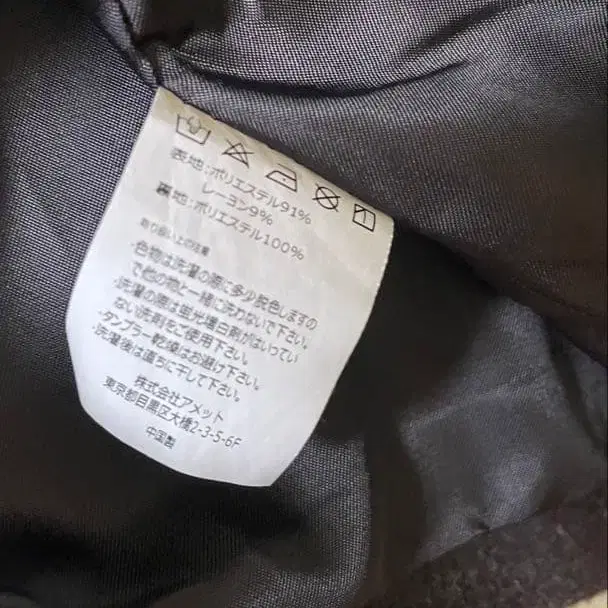 表地:ポリエステル91%
レーヨン9%
裏地:ポリエステル100%
取り扱い上の注意
・色物は洗濯の際に多少脱色しますの
で他の物と一緒に洗わないで下さい。
・洗濯の際は蛍光増白剤がはいってい
ない洗剤をご使用下さい。
・タンブラー乾燥はお避け下さい。
・洗濯後は直ちに干して下さい。
株式会社アメット
東京都目黒区大橋2-3-5-6F
中国製